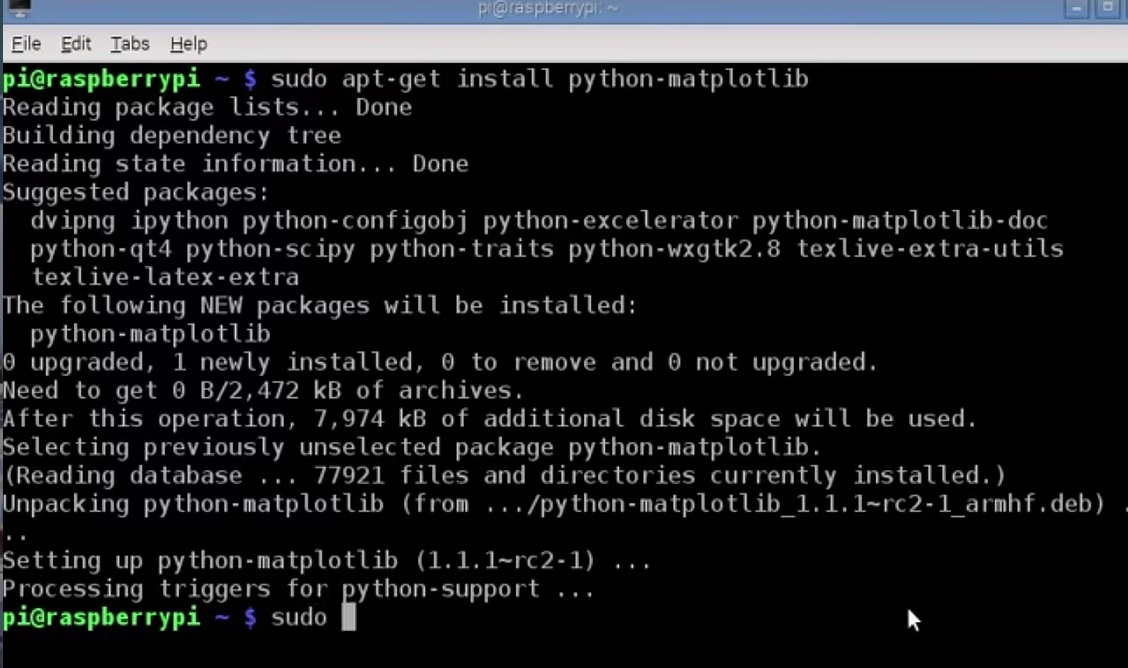 pi@raspberrypi: ~
File Edit Tabs Help
pi@raspberrypi ~ $ sudo apt-get install python-matplotlib
Reading package lists... Done
Building dependency tree
Reading state information... Done
Suggested packages:
  dvipng ipython python-configobj python-excelerator python-matplotlib-doc
  python-qt4 python-scipy python-traits python-wxgtk2.8 texlive-extra-utils
  texlive-latex-extra
The following NEW packages will be installed:
  python-matplotlib
0 upgraded, 1 newly installed, 0 to remove and 0 not upgraded.
Need to get 0 B/2,472 kB of archives.
After this operation, 7,974 kB of additional disk space will be used.
Selecting previously unselected package python-matplotlib.
(Reading database ... 77921 files and directories currently installed.)
Unpacking python-matplotlib (from .../python-matplotlib_1.1.1~rc2-1_armhf.deb) .
..
Setting up python-matplotlib (1.1.1~rc2-1) ...
Processing triggers for python-support ...
pi@raspberrypi ~ $ sudo